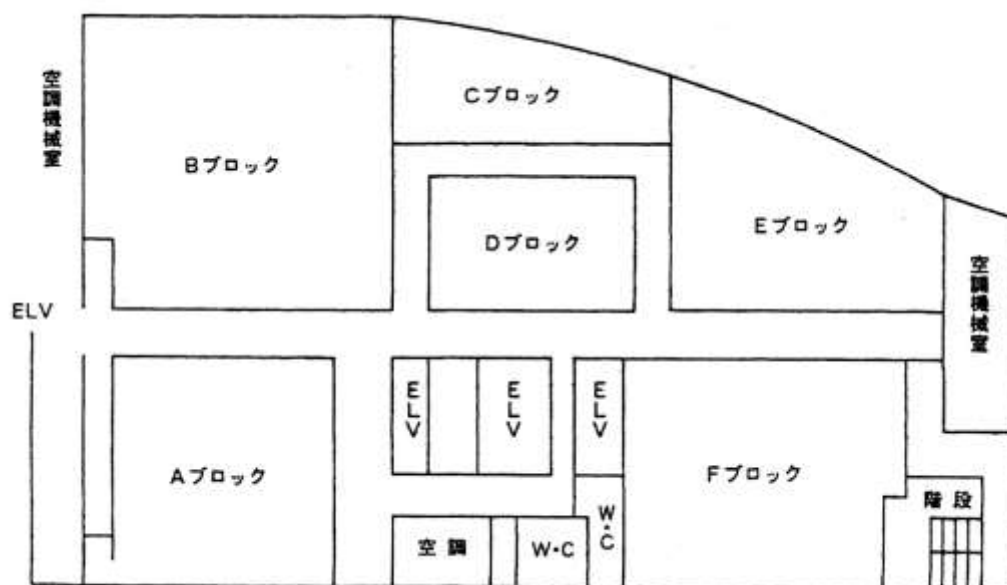 Cブロック
空調機械室
Bブロック
Dブロック
Eブロック
空調機械室
ELV
ELV
ELV
ELV
Aブロック
Fブロック
階段
空調
W・C
W・C